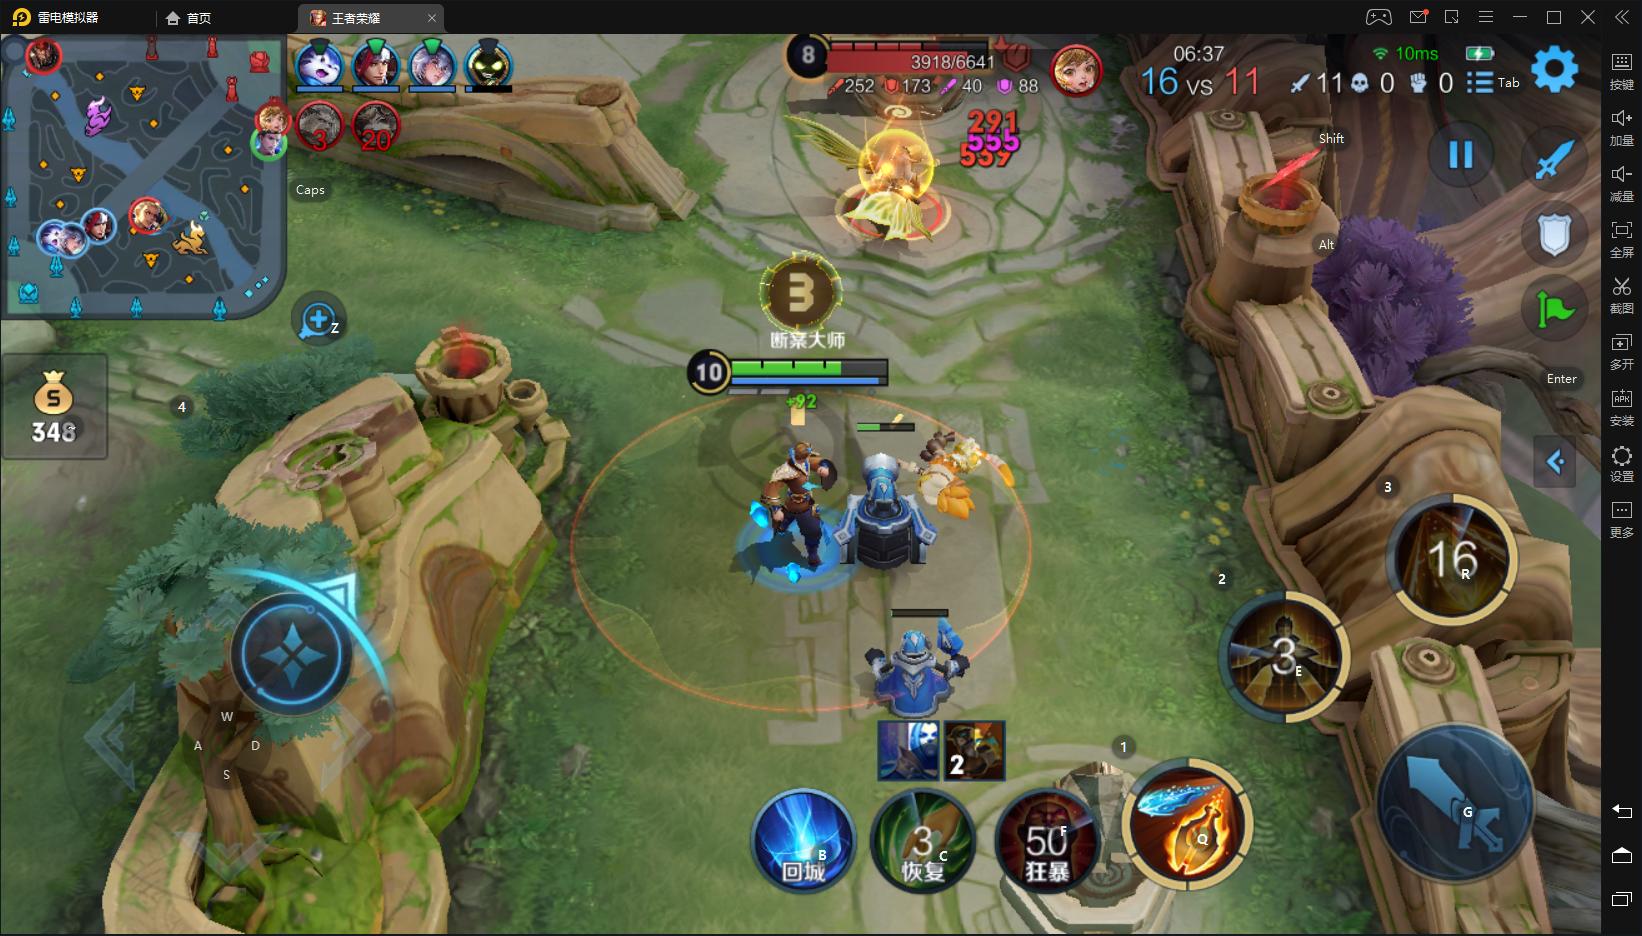 雷电模拟器
首页
王者荣耀
8
3918/6641
252 173 40 88
06:37
10ms
16 vs 11
11 0 0
Tab
按键
加量
减量
全屏
截图
多开
安装
设置
更多
3
20
291
555
559
Shift
Caps
Alt
Z
3
断案大师
10
+92
Enter
S
348
4
3
16
R
2
3
E
W
A
D
S
2
1
B
回城
3
C
恢复
50
F
狂暴
Q
G